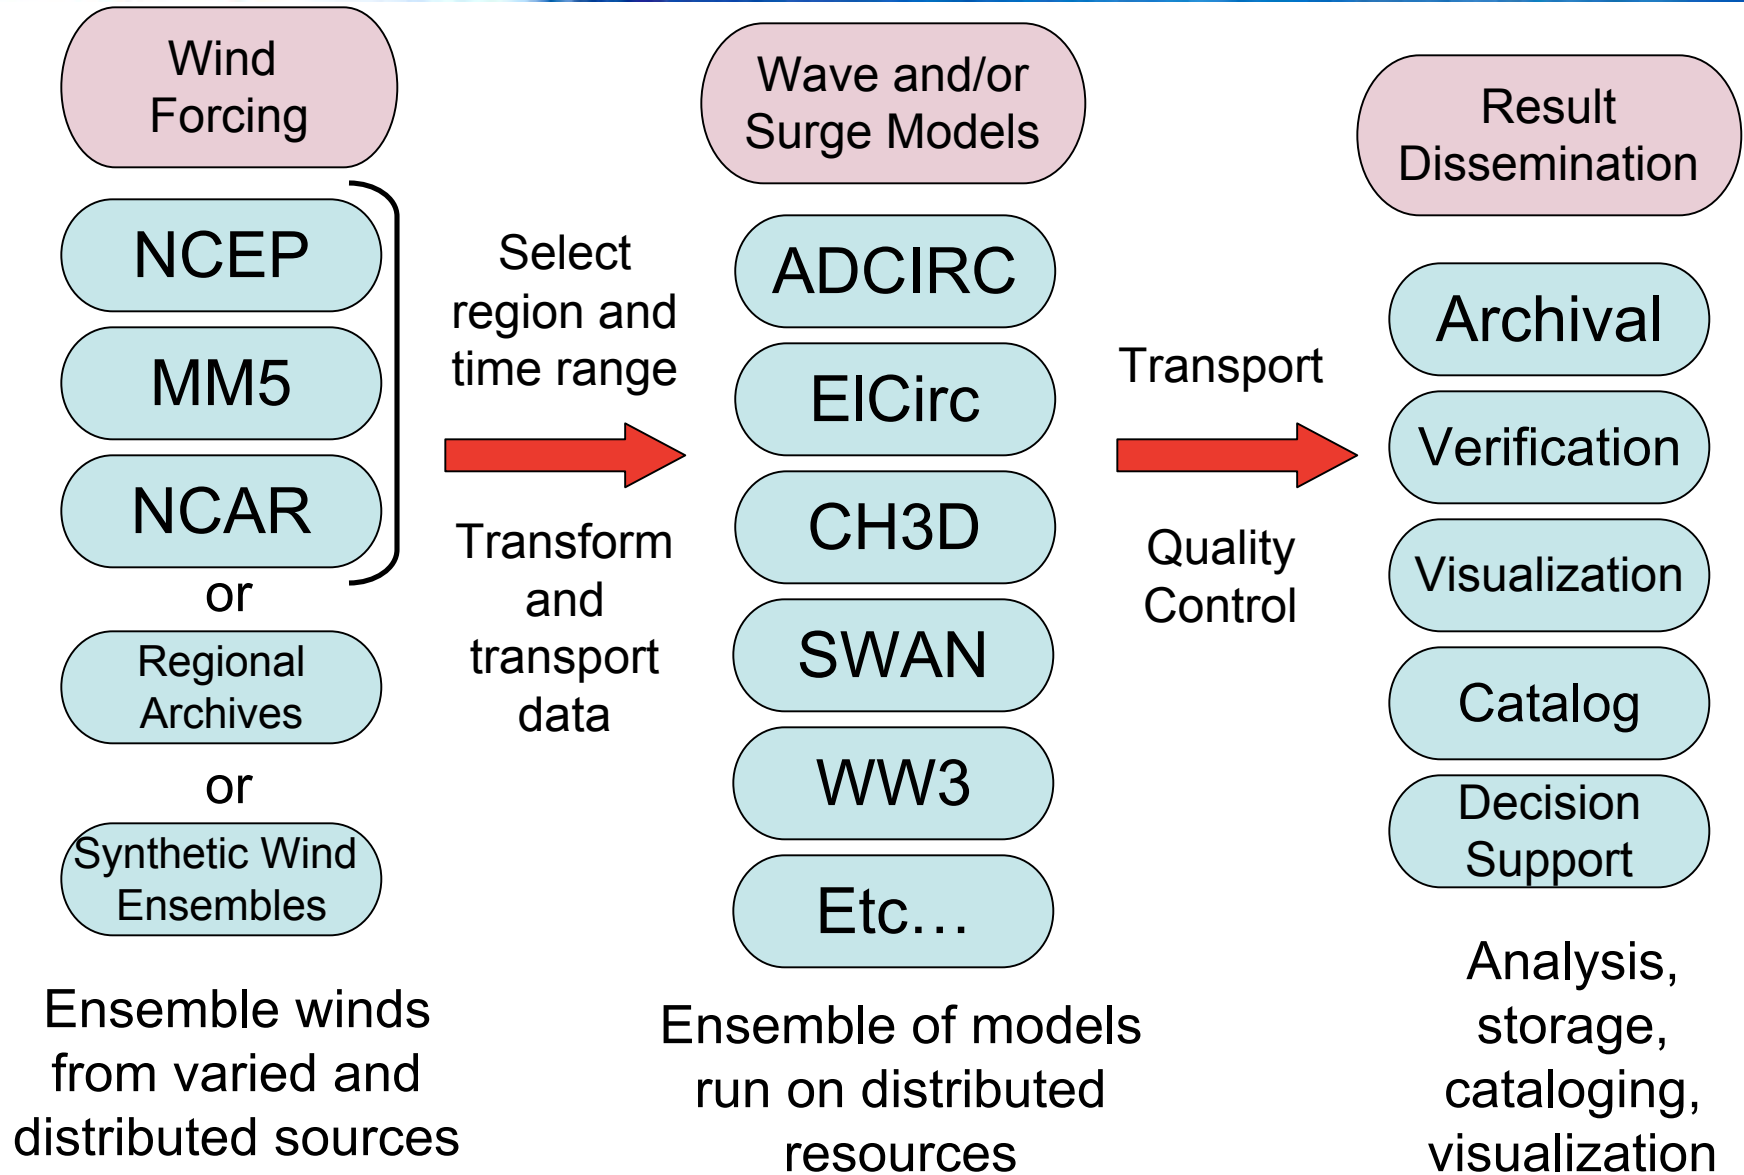 Wind
Forcing
NCEP
MM5
NCAR
or
Regional
Archives
or
Synthetic Wind
Ensembles
Ensemble winds
from varied and
distributed sources
Select
region and
time range
Transform
and
transport
data
Wave and/or
Surge Models
ADCIRC
ElCirc
CH3D
SWAN
WW3
Etc…
Ensemble of models
run on distributed
resources
Transport
Quality
Control
Result
Dissemination
Archival
Verification
Visualization
Catalog
Decision
Support
Analysis,
storage,
cataloging,
visualization